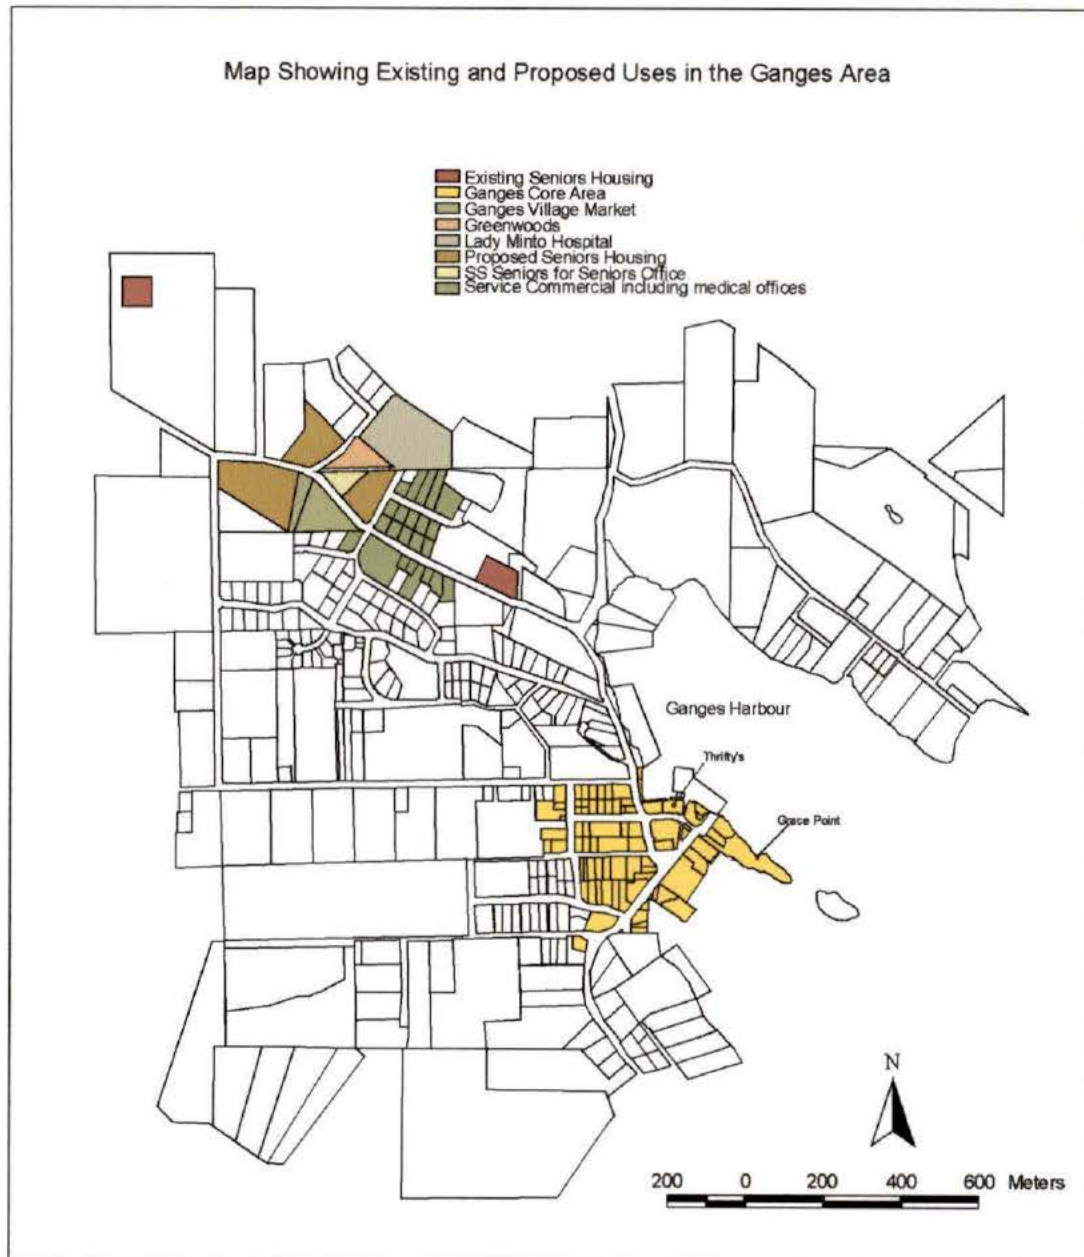 Map Showing Existing and Proposed Uses in the Ganges Area
Existing Seniors Housing
Ganges Core Area
Ganges Village Market
Greenwoods
Lady Minto Hospital
Proposed Seniors Housing
SS Seniors for Seniors Office
Service Commercial including medical offices
Ganges Harbour
Thrifty's
Grace Point
N
200 0 200 400 600 Meters